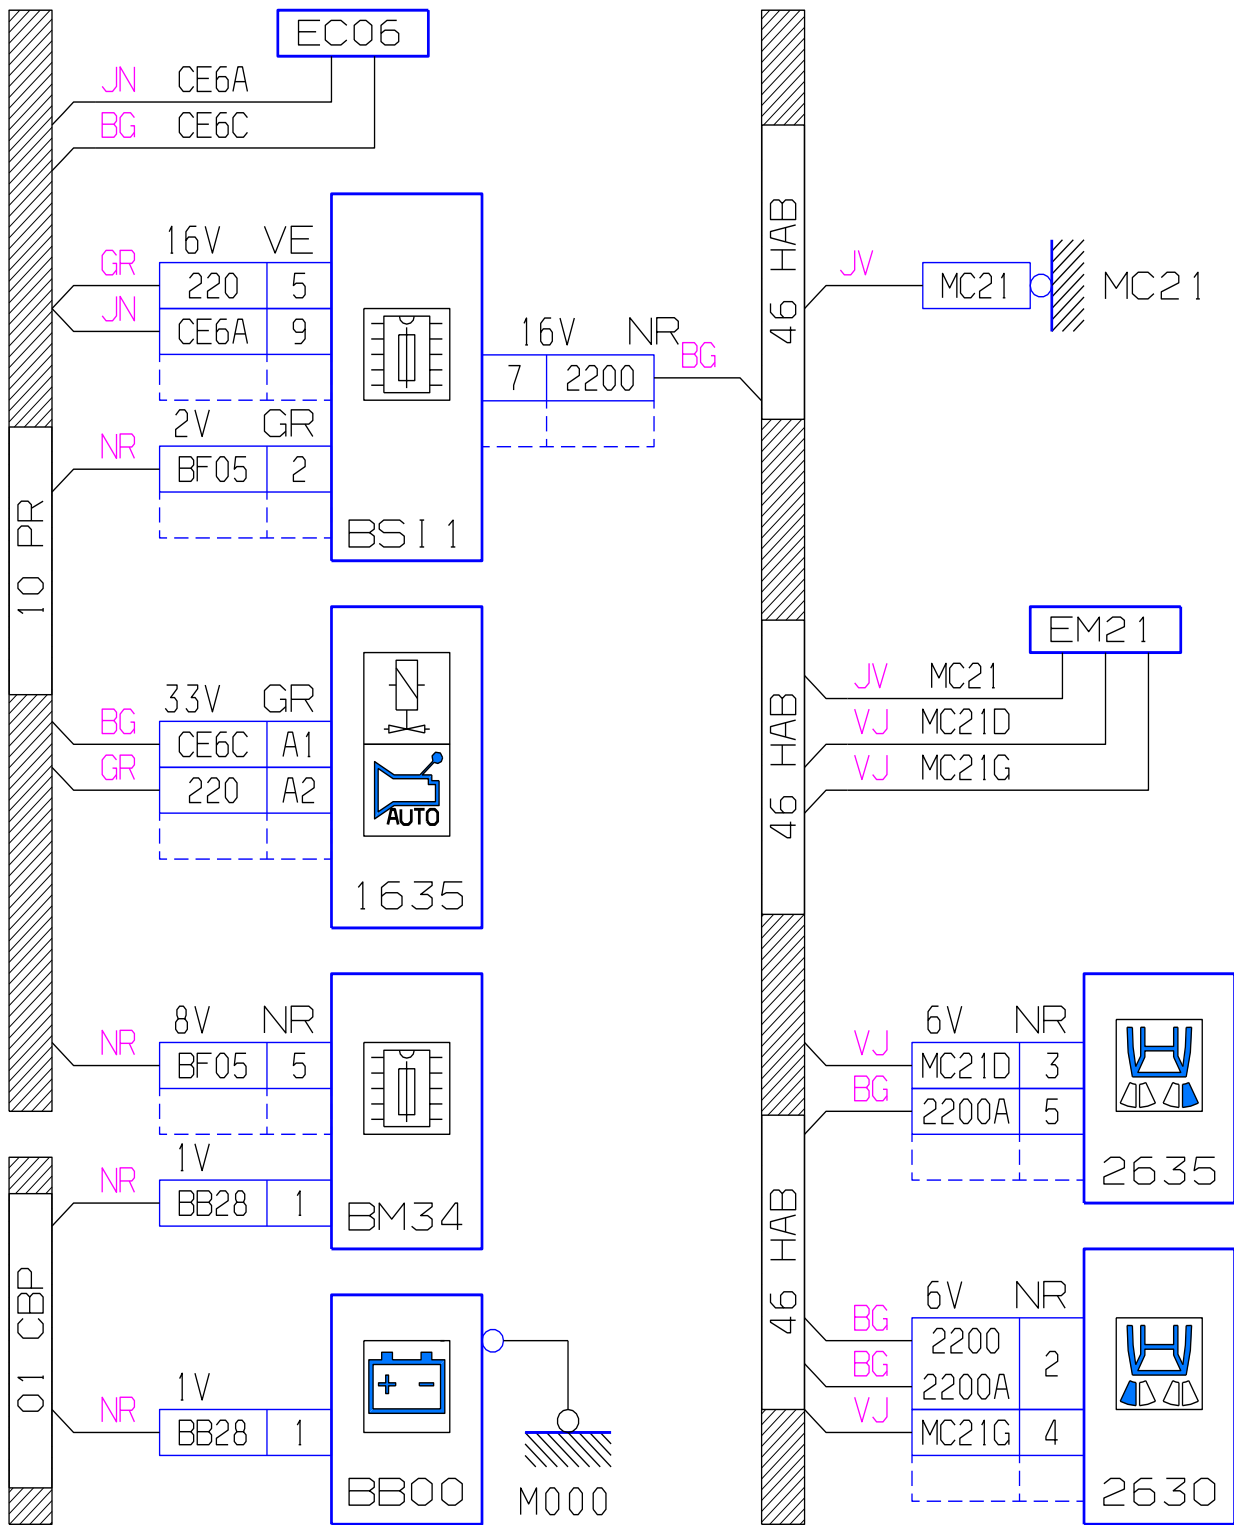 EC06
JN CE6A
BG CE6C
16V VE
GR 220 5
JN CE6A 9
2V GR
NR BF05 2
BSI1
16V NR
7 2200 BG
10 PR
33V GR
BG CE6C A1
GR 220 A2
AUTO
1635
8V NR
NR BF05 5
1V
NR BB28 1
BM34
01 CBP
1V
NR BB28 1
BB00
M000
46 HAB
JV MC21 MC21
46 HAB
EM21
JV MC21
VJ MC21D
VJ MC21G
6V NR
VJ MC21D 3
BG 2200A 5
2635
46 HAB
6V NR
BG 2200
BG 2200A 2
VJ MC21G 4
2630